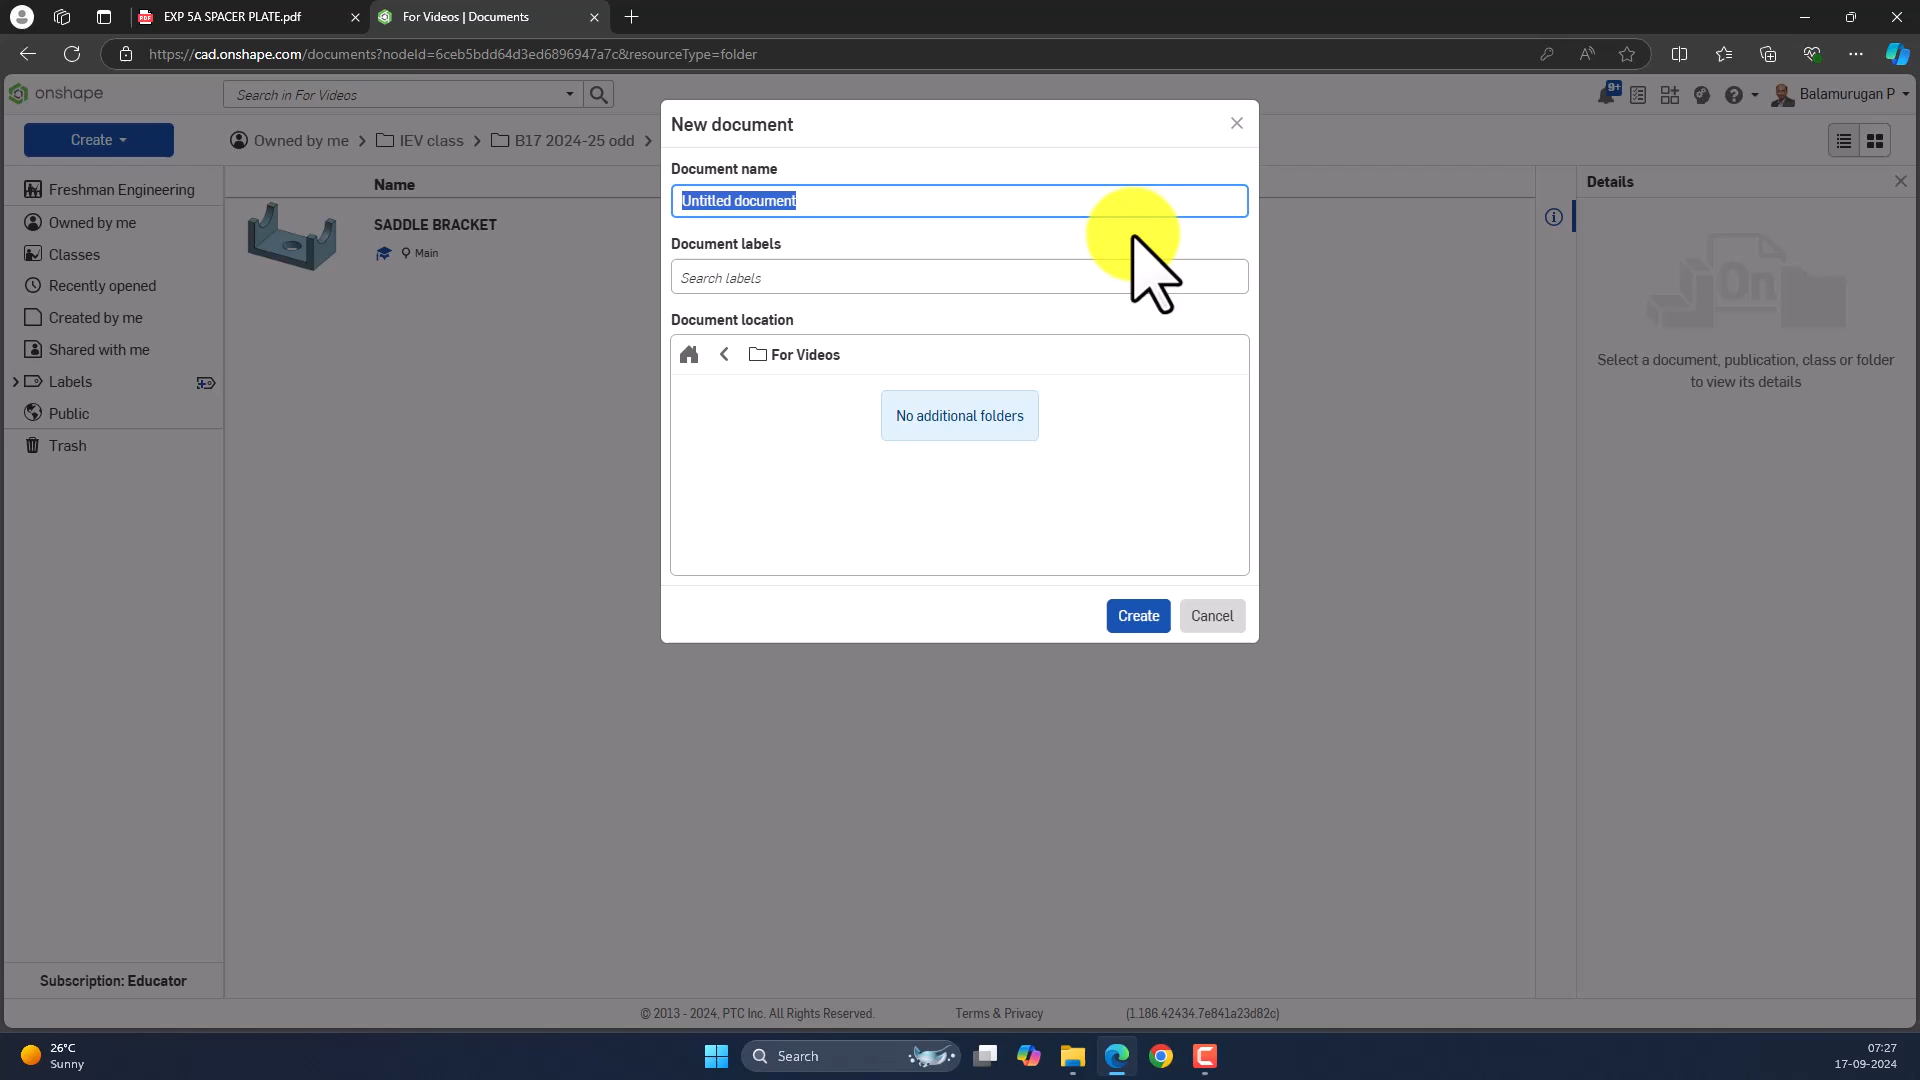 EXP 5A SPACER PLATE.pdf
For Videos | Documents
https://cad.onshape.com/documents?nodeId=6ceb5bdd64d3ed6896947a7c&resourceType=folder
onshape
Search in For Videos
9+
Balamurugan P
Create
Owned by me
IEV class
B17 2024-25 odd
Freshman Engineering
Owned by me
Classes
Recently opened
Created by me
Shared with me
Labels
Public
Trash
Name
SADDLE BRACKET
Main
New document
Document name
Untitled document
Document labels
Search labels
Document location
For Videos
No additional folders
Create
Cancel
Details
On
Select a document, publication, class or folder
to view its details
Subscription: Educator
© 2013 - 2024, PTC Inc. All Rights Reserved.
Terms & Privacy
(1.186.42434.7e841a23d82c)
26°C
Sunny
Search
07:27
17-09-2024